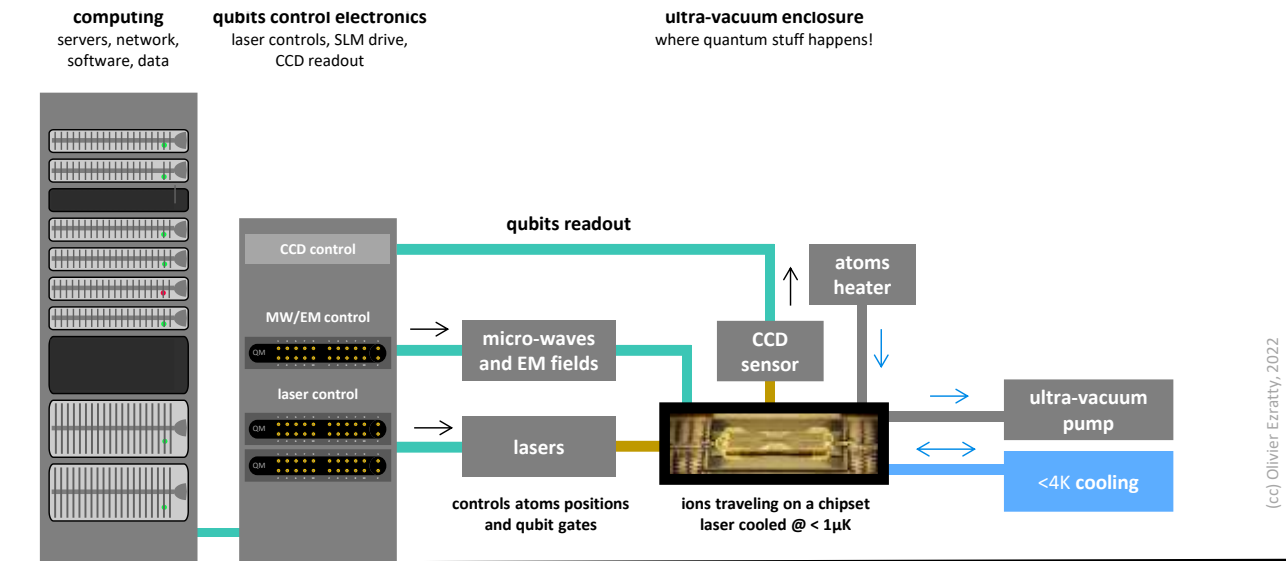 computing
servers, network,
software, data
qubits control electronics
laser controls, SLM drive,
CCD readout
ultra-vacuum enclosure
where quantum stuff happens!
qubits readout
CCD control
atoms
heater
MW/EM control
QM
micro-waves
and EM fields
CCD
sensor
laser control
QM
QM
lasers
ultra-vacuum
pump
<4K cooling
controls atoms positions
and qubit gates
ions traveling on a chipset
laser cooled @ < 1µK
(cc) Olivier Ezratty, 2022